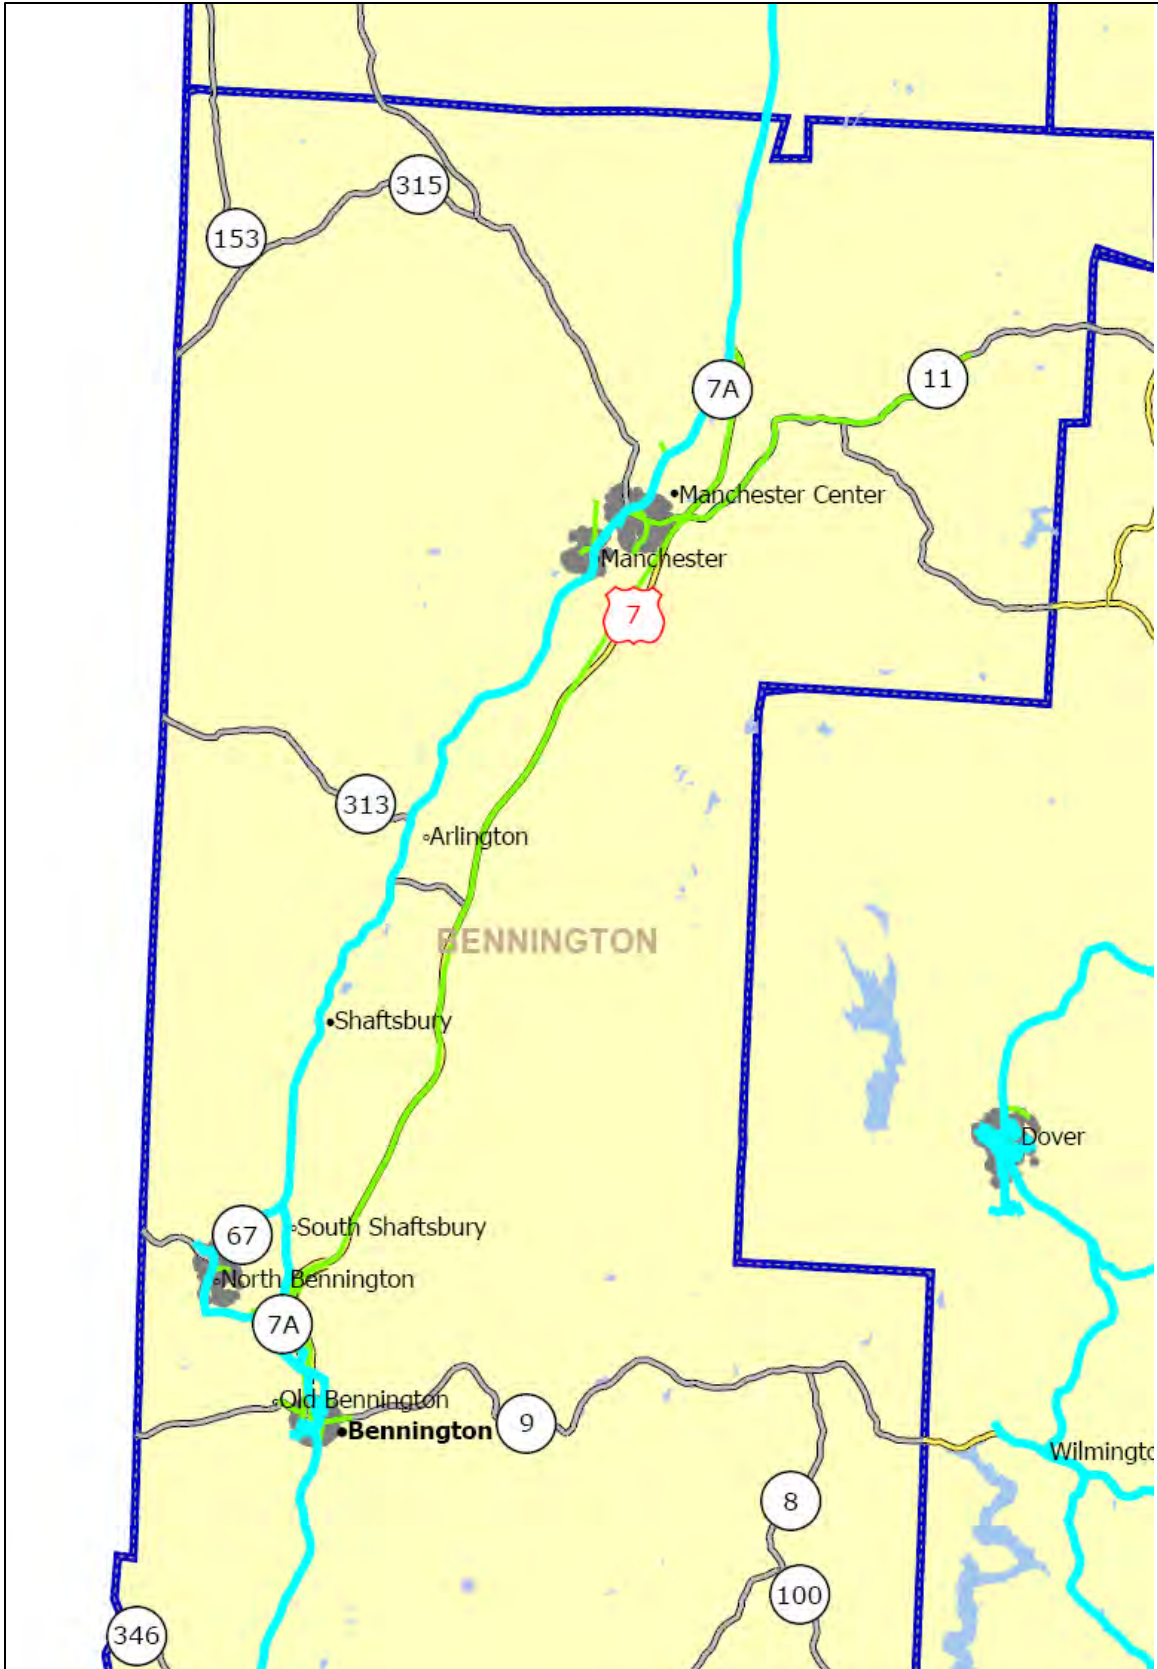 315
153
11
7A
Manchester Center
Manchester
7
313
Arlington
BENNINGTON
Shaftsbury
Dover
67
South Shaftsbury
North Bennington
7A
Old Bennington
9
Bennington
Wilmingto
8
100
346